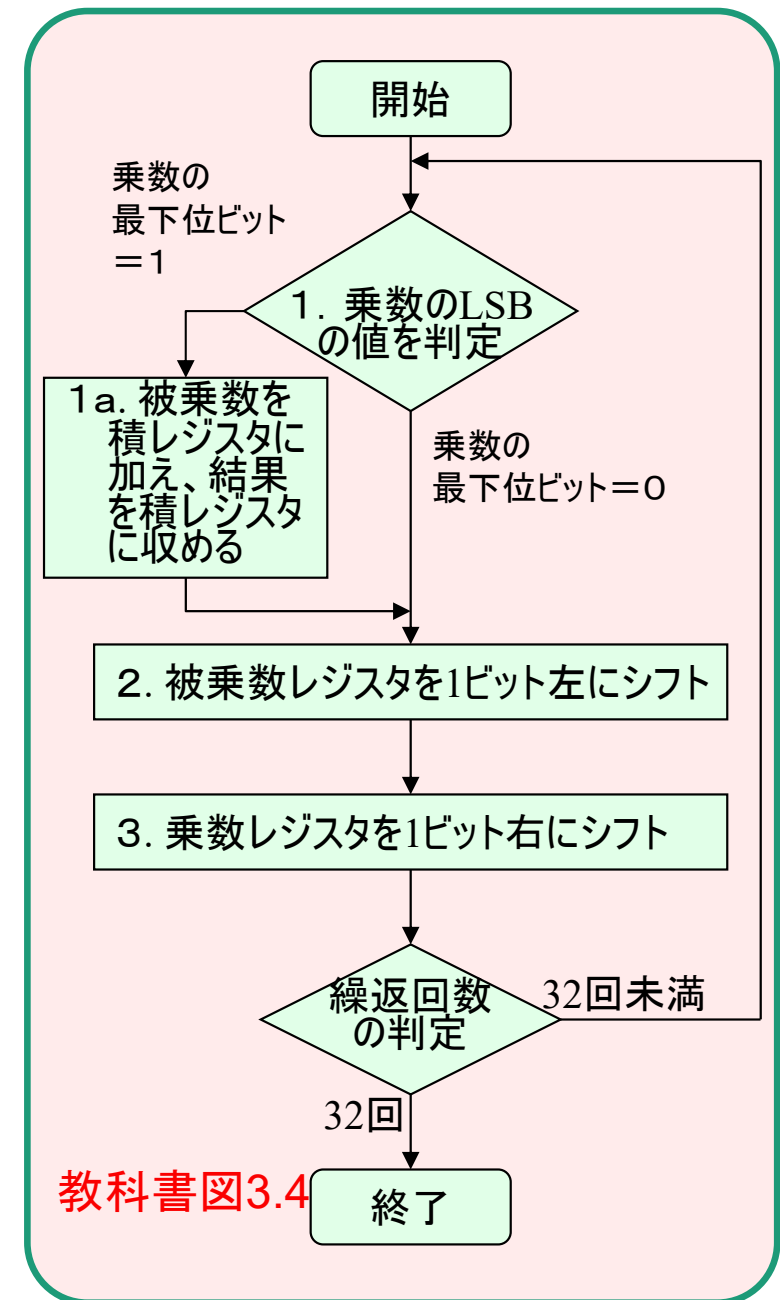 開始
乗数の
最下位ビット
＝１
１．乗数のLSB
の値を判定
１a．被乗数を
積レジスタに
加え、結果
を積レジスタ
に収める
乗数の
最下位ビット＝０
２．被乗数レジスタを1ビット左にシフト
３．乗数レジスタを1ビット右にシフト
繰返回数
の判定
32回未満
32回
教科書図3.4
終了